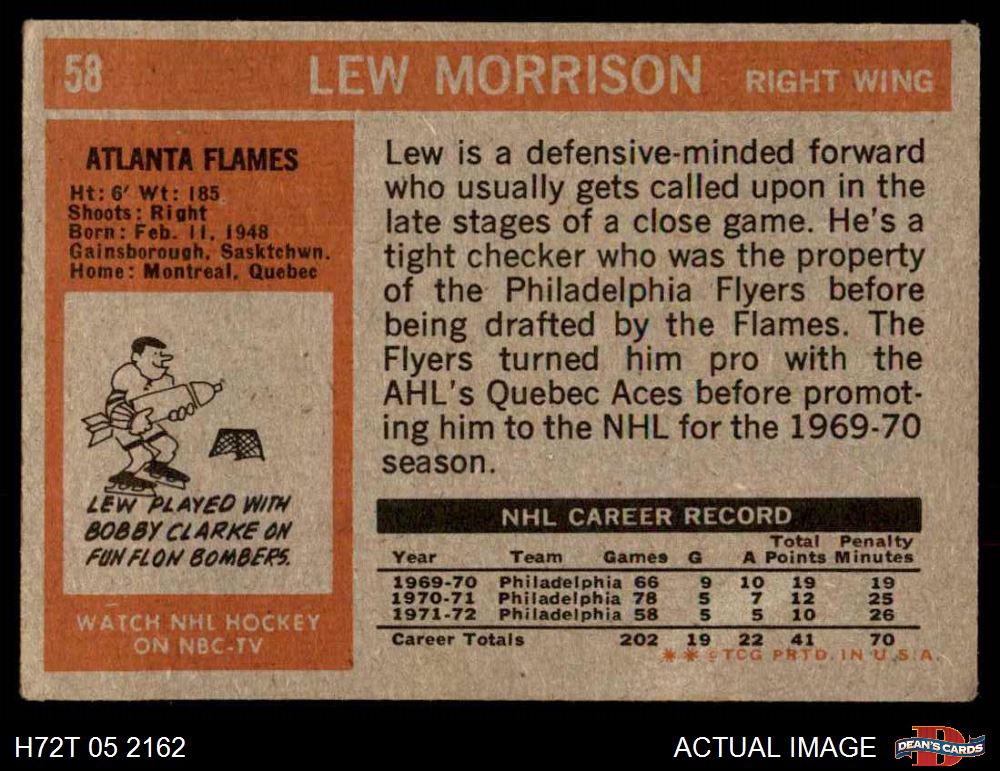 58 LEW MORRISON RIGHT WING
ATLANTA FLAMES
Ht: 6' Wt: 185
Shoots: Right
Born: Feb. 11, 1948
Gainsborough, Sasktchwn.
Home: Montreal, Quebec
LEW PLAYED WITH
BOBBY CLARKE ON
FUN FLON BOMBERS.
WATCH NHL HOCKEY
ON NBC-TV
Lew is a defensive-minded forward
who usually gets called upon in the
late stages of a close game. He's a
tight checker who was the property
of the Philadelphia Flyers before
being drafted by the Flames. The
Flyers turned him pro with the
AHL's Quebec Aces before promot-
ing him to the NHL for the 1969-70
season.
NHL CAREER RECORD
Total Penalty
Year Team Games G A Points Minutes
1969-70 Philadelphia 66 9 10 19 19
1970-71 Philadelphia 78 5 7 12 25
1971-72 Philadelphia 58 5 5 10 26
Career Totals 202 19 22 41 70
** ©TCG PRTD. IN U.S.A.
H72T 05 2162 ACTUAL IMAGE DEAN'S CARDS